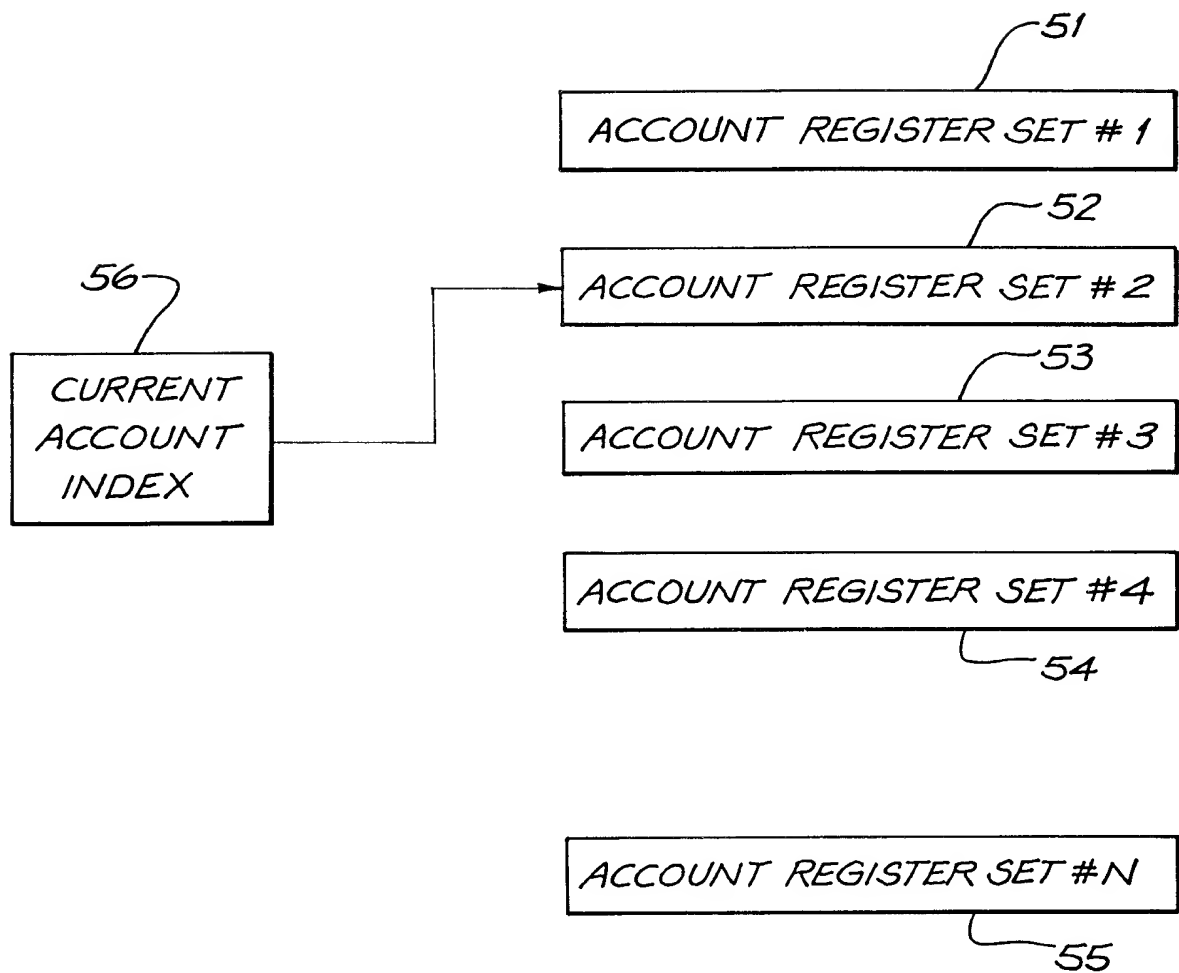 51
ACCOUNT REGISTER SET # 1
52
ACCOUNT REGISTER SET #2
56
CURRENT
ACCOUNT
INDEX
53
ACCOUNT REGISTER SET #3
ACCOUNT REGISTER SET #4
54
ACCOUNT REGISTER SET #N
55